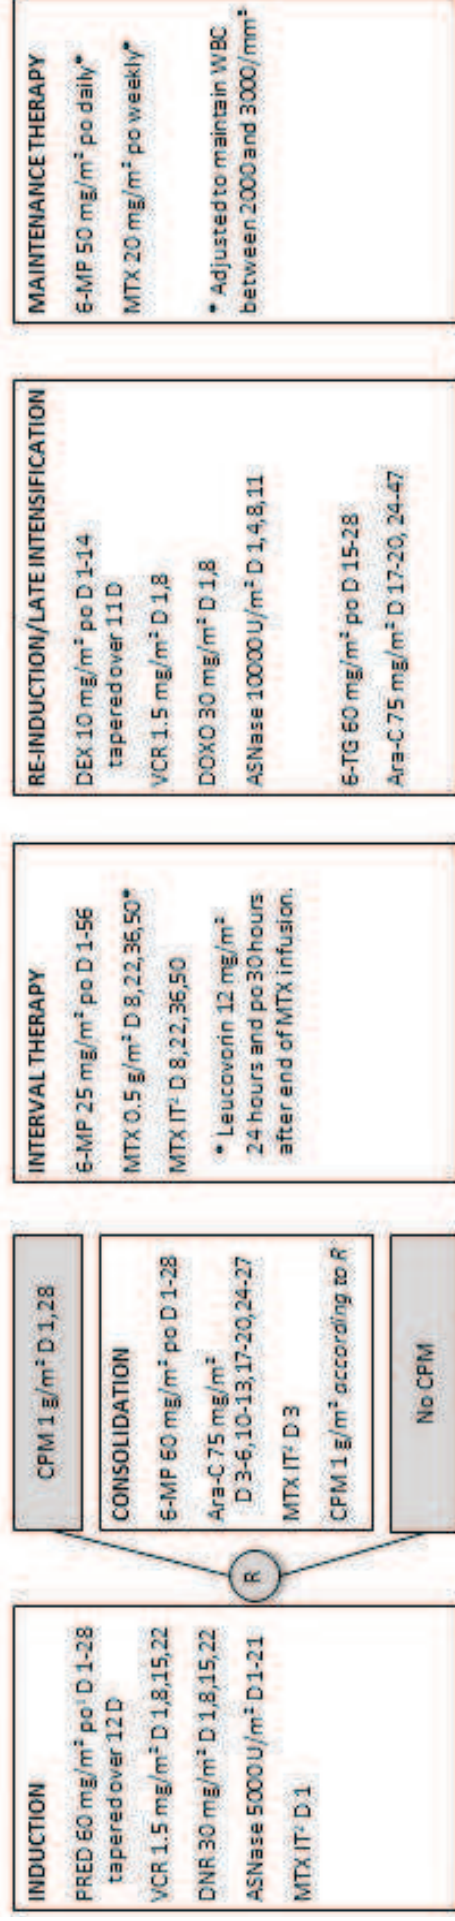 INDUCTION
PRED 60 mg/m² po¹ D 1-28
tapered over 12 D
VCR 1.5 mg/m² D 1,8,15,22
DNR 30 mg/m² D 1,8,15,22
ASNase 5000 U/m² D 1-21
MTX IT² D 1
R
CPM 1 g/m² D 1,28
CONSOLIDATION
6-MP 60 mg/m² po D 1-28
Ara-C 75 mg/m²
D 3-6,10-13,17-20,24-27
MTX IT² D 3
CPM 1 g/m² according to R
No CPM
INTERVAL THERAPY
6-MP 25 mg/m² po D 1-56
MTX 0.5 g/m² D 8,22,36,50*
MTX IT² D 8,22,36,50
* Leucovorin 12 mg/m²
24 hours and po 30 hours
after end of MTX infusion.
RE-INDUCTION/LATE INTENSIFICATION
DEX 10 mg/m² po D 1-14
tapered over 11 D
VCR 1.5 mg/m² D 1,8
DOXO 30 mg/m² D 1,8
ASNase 10000 U/m² D 1,4,8,11
6-TG 60 mg/m² po D 15-28
Ara-C 75 mg/m² D 17-20, 24-47
MAINTENANCE THERAPY
6-MP 50 mg/m² po daily*
MTX 20 mg/m² po weekly*
* Adjusted to maintain WBC
between 2000 and 3000/mm³